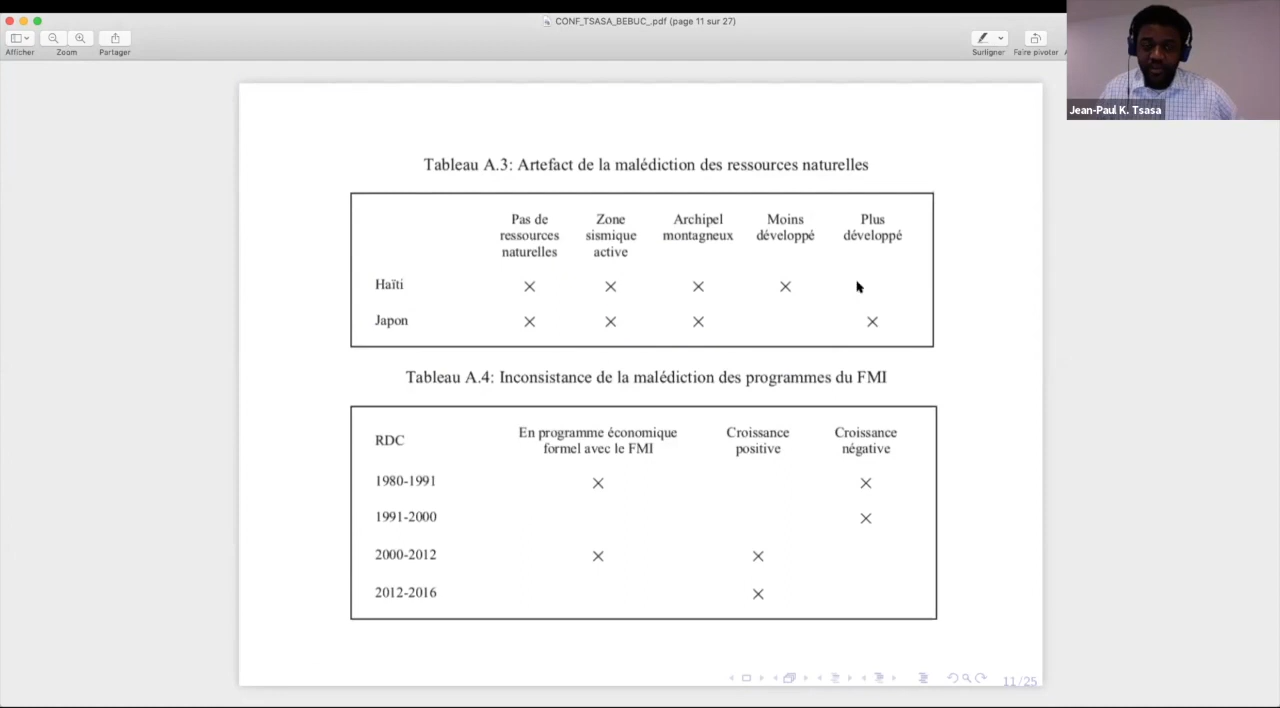 CONF_TSASA_BEBUC_.pdf (page 11 sur 27)
Afficher Zoom Partager Surligner Faire pivoter
Jean-Paul K. Tsasa
Tableau A.3: Artefact de la malédiction des ressources naturelles
Pas de Zone Archipel Moins Plus
ressources sismique montagneux développé développé
naturelles active
Haïti × × × ×
Japon × × × ×
Tableau A.4: Inconsistance de la malédiction des programmes du FMI
RDC En programme économique Croissance Croissance
formel avec le FMI positive négative
1980-1991 × ×
1991-2000 ×
2000-2012 × ×
2012-2016 ×
11/25